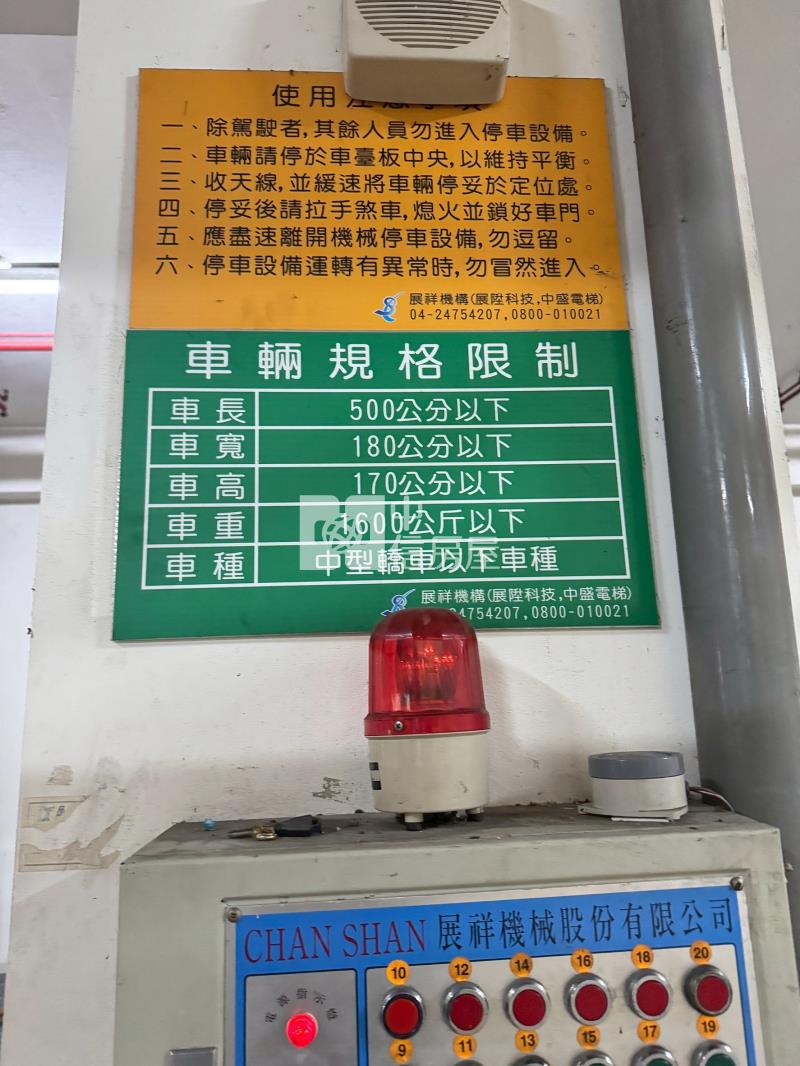 使用注意事項
一、除駕駛者,其餘人員勿進入停車設備。
二、車輛請停於車臺板中央,以維持平衡。
三、收天線,並緩速將車輛停妥於定位處。
四、停妥後請拉手煞車,熄火並鎖好車門。
五、應盡速離開機械停車設備,勿逗留。
六、停車設備運轉有異常時,勿冒然進入。
展祥機構(展陞科技,中盛電梯)
04-24754207,0800-010021
車輛規格限制
車長 500公分以下
車寬 180公分以下
車高 170公分以下
車重 1600公斤以下
車種 中型轎車以下車種
展祥機構(展陞科技,中盛電梯)
24754207,0800-010021
CHAN SHAN 展祥機械股份有限公司
電源指示燈
10 12 14 16 18 20
9 11 13 15 17 19